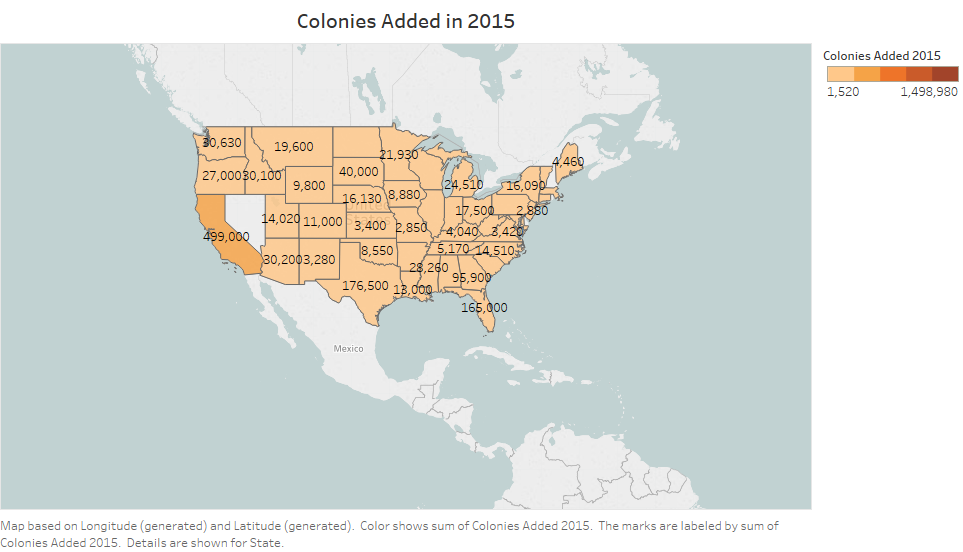 Colonies Added in 2015
Colonies Added 2015
1,520 1,498,980
30,630 19,600 21,930 4,460
27,000 30,100 9,800 40,000 24,510 16,090
16,130 8,880 17,500 2,880
499,000 14,020 11,000 3,400 2,850 4,040 3,420
United
States
30,200 3,280 8,550 5,170 14,510
28,260
176,500 13,000 95,900
165,000
Mexico
Map based on Longitude (generated) and Latitude (generated). Color shows sum of Colonies Added 2015. The marks are labeled by sum of
Colonies Added 2015. Details are shown for State.